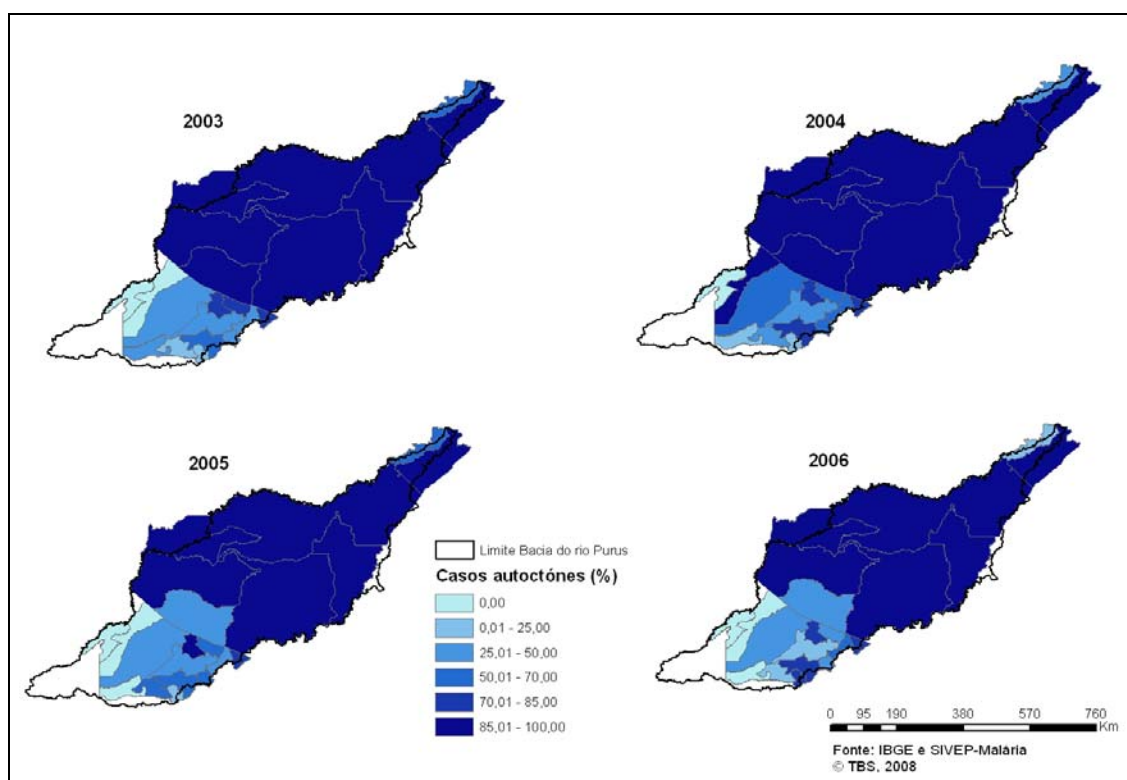 2003
2004
2005
2006
Limite Bacia do rio Purus
Casos autoctónes (%)
0,00
0,01 - 25,00
25,01 - 50,00
50,01 - 70,00
70,01 - 85,00
85,01 - 100,00
0 95 190 380 570 760
Km
Fonte: IBGE e SIVEP-Malária
© TBS, 2008